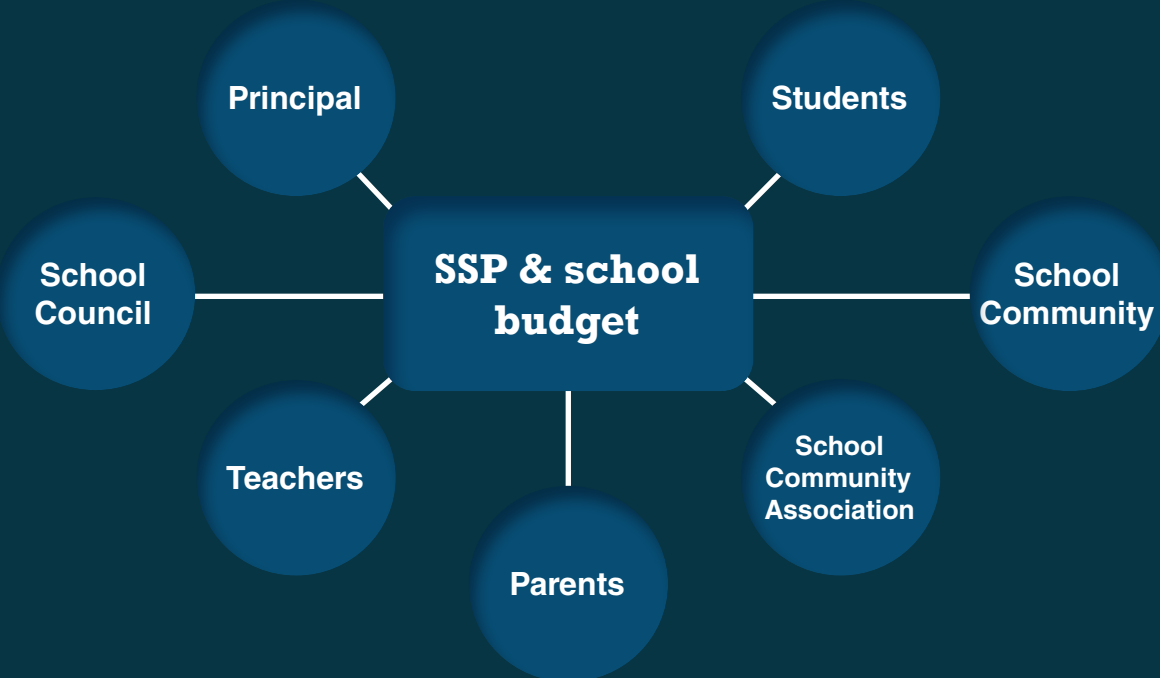 Principal
Students
SSP & school
budget
School
Council
School
Community
Teachers
School
Community
Association
Parents